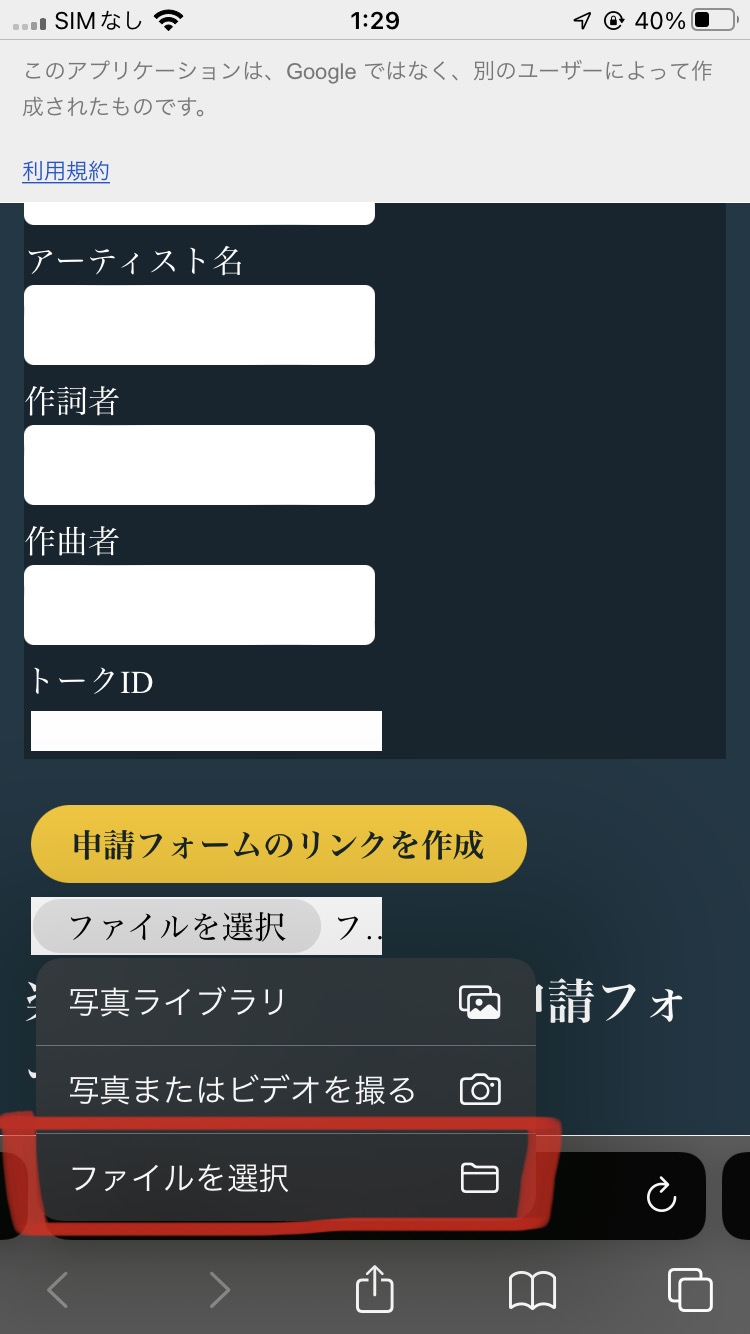 SIMなし 1:29 40%
このアプリケーションは、Google ではなく、別のユーザーによって作
成されたものです。
利用規約
アーティスト名
作詞者
作曲者
トークID
申請フォームのリンクを作成
ファイルを選択 フ..
申請フォ
写真ライブラリ
写真またはビデオを撮る
ファイルを選択